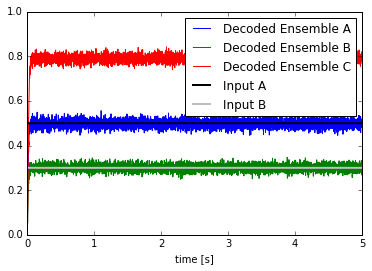 1.0
0.8
0.6
0.4
0.2
0.0
Decoded Ensemble A
Decoded Ensemble B
Decoded Ensemble C
Input A
Input B
0 1 2 3 4 5
time [s]